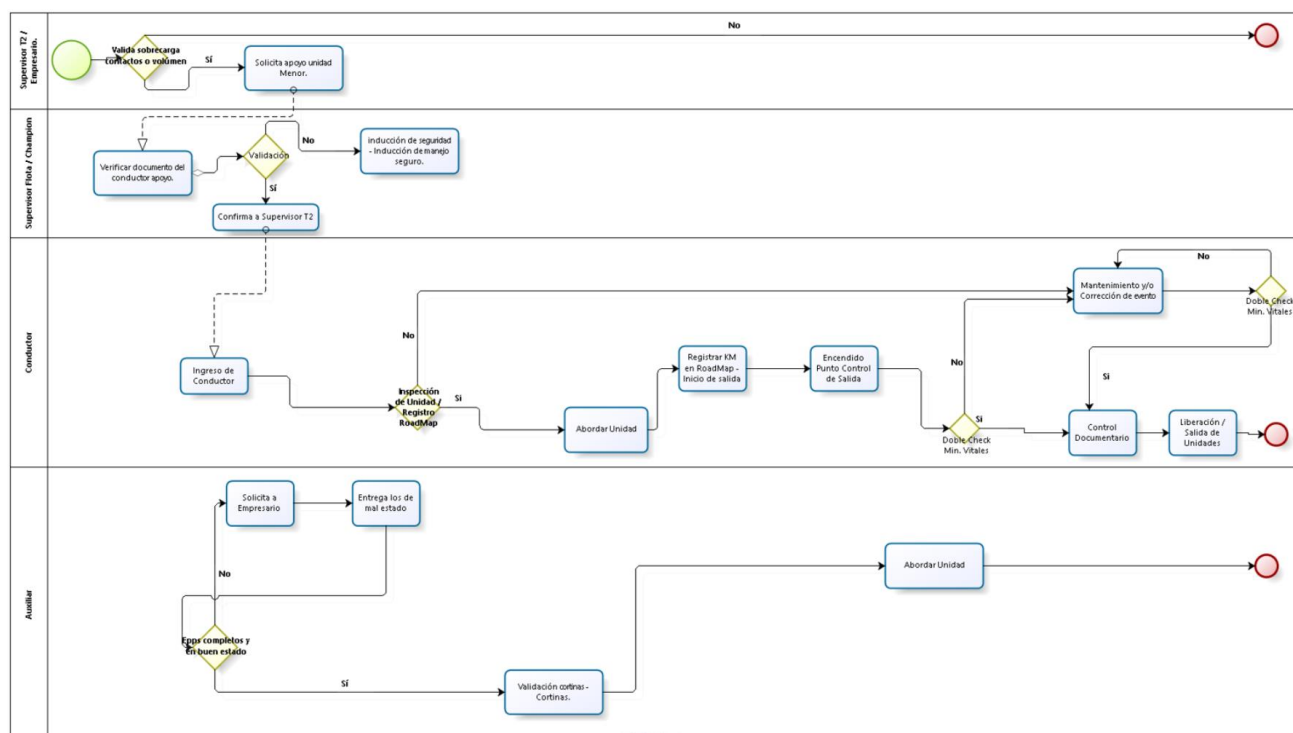 Supervisor T2 /
Empresario.
Valida sobrecarga
contactos o volúmen
No
Sí
Solicita apoyo unidad
Menor.
Supervisor Flota / Champion
Verificar documento del
conductor apoyo.
Validación
No
inducción de seguridad
- Inducción de manejo
seguro.
Sí
Confirma a Supervisor T2
Conductor
Ingreso de
Conductor
Inspección
de Unidad /
Registro
RoadMap
No
Si
Abordar Unidad
Registrar KM
en RoadMap -
Inicio de salida
Encendido
Punto Control
de Salida
Doble Check
Min. Vitales
No
Sí
Mantenimiento y/o
Corrección de evento
No
Doble Check
Min. Vitales
Si
Control
Documentario
Liberación /
Salida de
Unidades
Auxiliar
Solicita a
Empresario
Entrega los de
mal estado
No
Epps completos y
en buen estado
Sí
Validación cortinas -
Cortinas.
Abordar Unidad